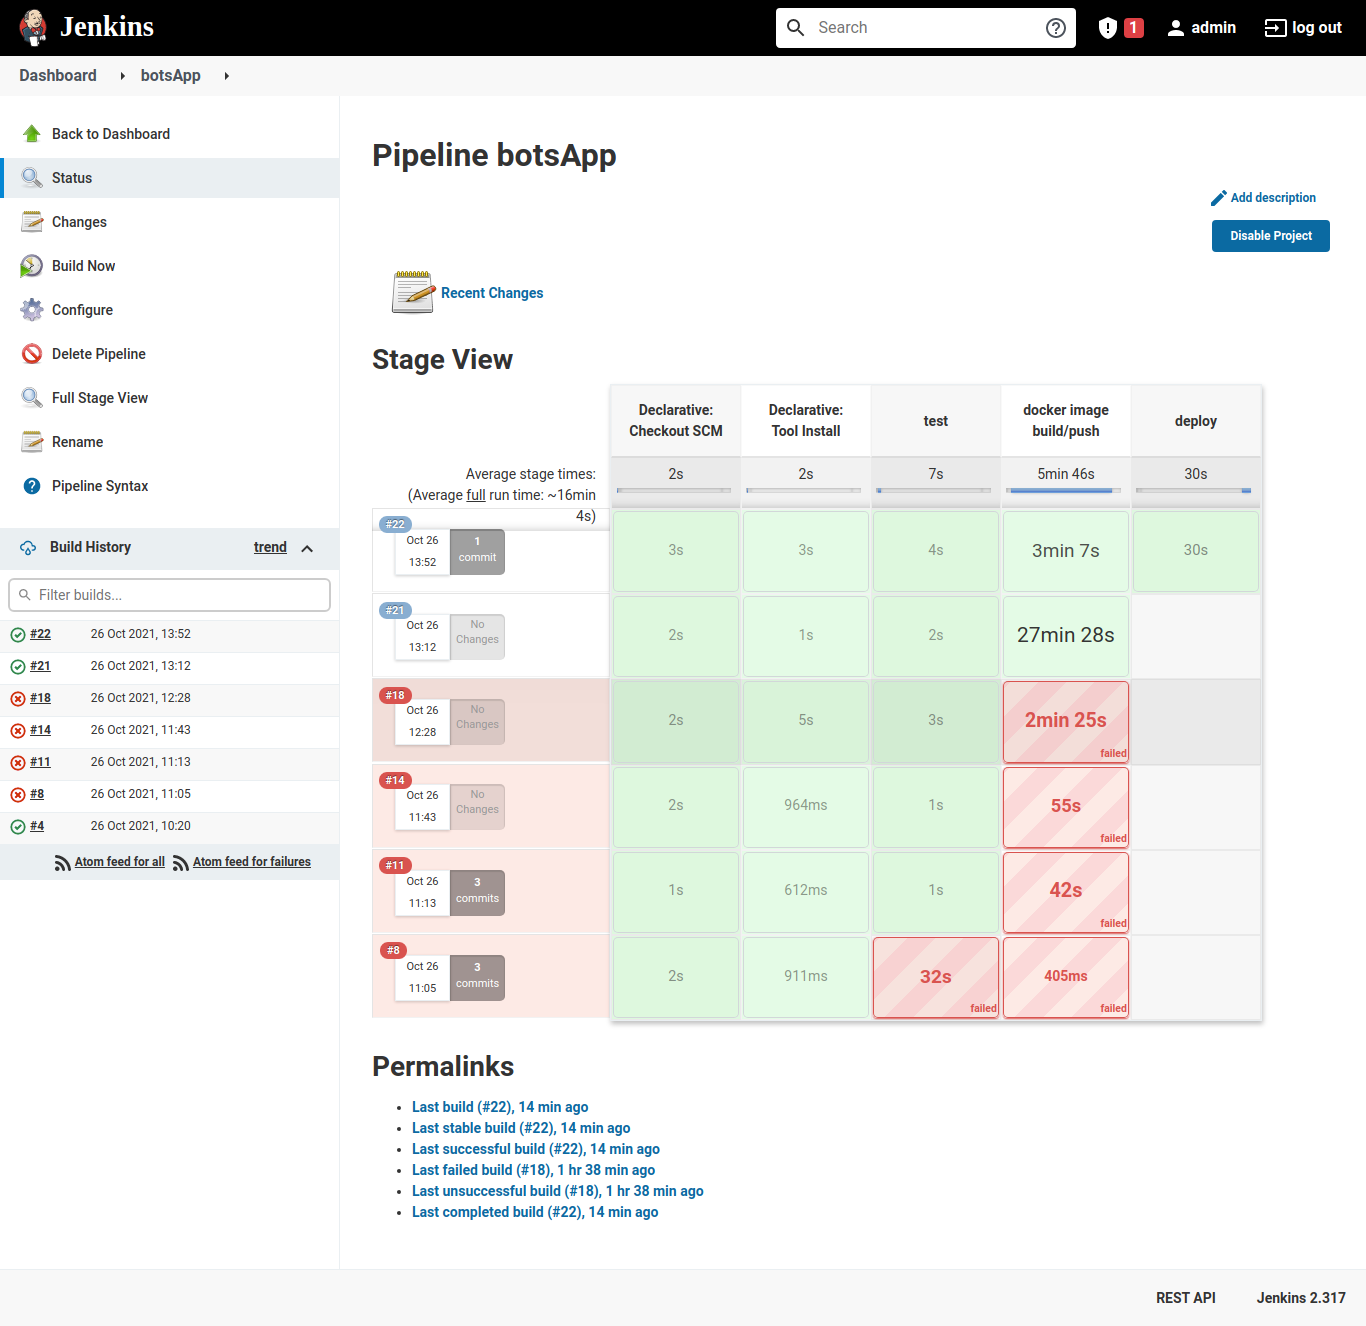 Jenkins
Search
1
admin
log out
Dashboard
botsApp
Back to Dashboard
Status
Changes
Build Now
Configure
Delete Pipeline
Full Stage View
Rename
Pipeline Syntax
Build History
trend
Filter builds...
#22 26 Oct 2021, 13:52
#21 26 Oct 2021, 13:12
#18 26 Oct 2021, 12:28
#14 26 Oct 2021, 11:43
#11 26 Oct 2021, 11:13
#8 26 Oct 2021, 11:05
#4 26 Oct 2021, 10:20
Atom feed for all Atom feed for failures
Pipeline botsApp
Add description
Disable Project
Recent Changes
Stage View
Declarative:
Checkout SCM
Declarative:
Tool Install
test
docker image
build/push
deploy
Average stage times:
(Average full run time: ~16min
4s)
2s 2s 7s 5min 46s 30s
#22
Oct 26
13:52
1
commit
3s 3s 4s 3min 7s 30s
#21
Oct 26
13:12
No
Changes
2s 1s 2s 27min 28s
#18
Oct 26
12:28
No
Changes
2s 5s 3s 2min 25s
failed
#14
Oct 26
11:43
No
Changes
2s 964ms 1s 55s
failed
#11
Oct 26
11:13
3
commits
1s 612ms 1s 42s
failed
#8
Oct 26
11:05
3
commits
2s 911ms 32s 405ms
failed failed
Permalinks
Last build (#22), 14 min ago
Last stable build (#22), 14 min ago
Last successful build (#22), 14 min ago
Last failed build (#18), 1 hr 38 min ago
Last unsuccessful build (#18), 1 hr 38 min ago
Last completed build (#22), 14 min ago
REST API Jenkins 2.317